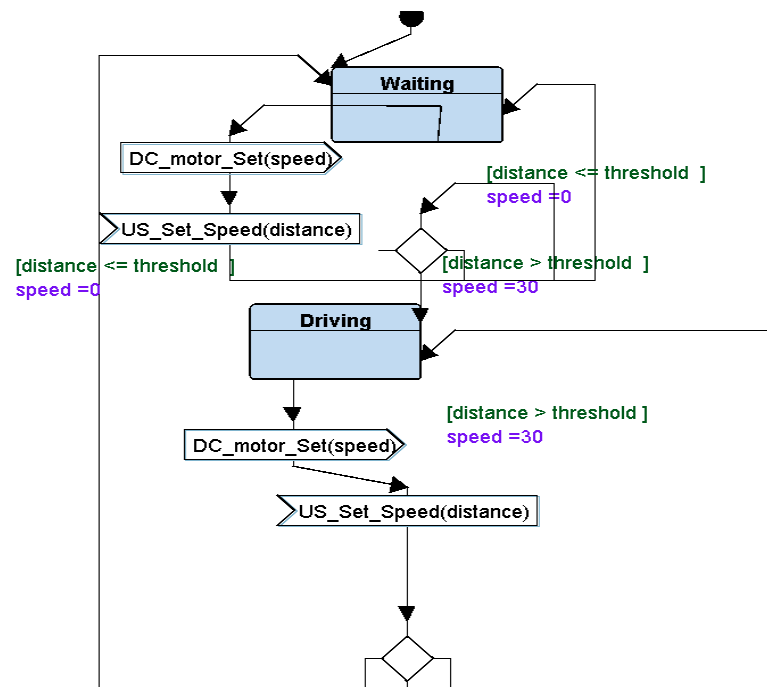 Waiting
DC_motor_Set(speed)
[distance <= threshold ]
speed =0
US_Set_Speed(distance)
[distance <= threshold ]
speed =0
[distance > threshold ]
speed =30
Driving
[distance > threshold ]
speed =30
DC_motor_Set(speed)
US_Set_Speed(distance)